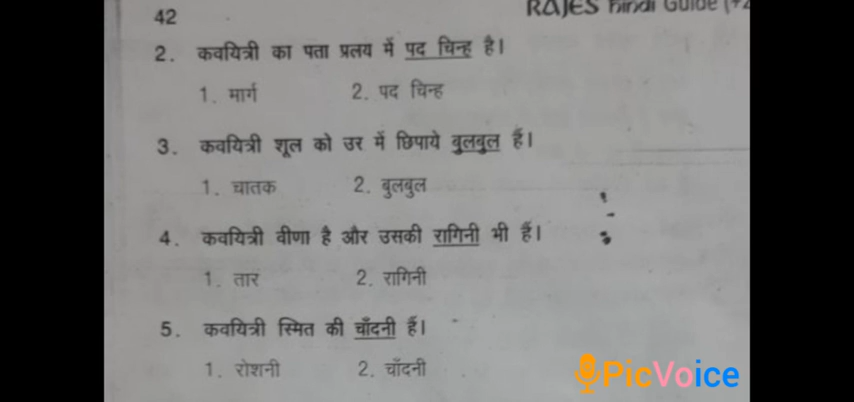 42
RAJES Hindi Guide (+2
2. कवयित्री का पता प्रलय में पद चिन्ह है।
1. मार्ग 2. पद चिन्ह
3. कवयित्री शूल को उर में छिपाये बुलबुल हैं।
1. चातक 2. बुलबुल
4. कवयित्री वीणा है और उसकी रागिनी भी हैं।
1. तार 2. रागिनी
5. कवयित्री स्मित की चाँदनी हैं।
1. रोशनी 2. चाँदनी
PicVoice